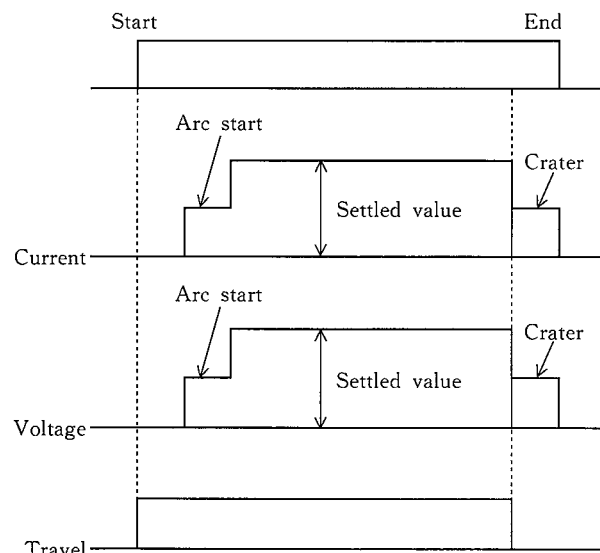 Start
End
Arc start
Crater
Settled value
Current
Arc start
Crater
Settled value
Voltage
Travel